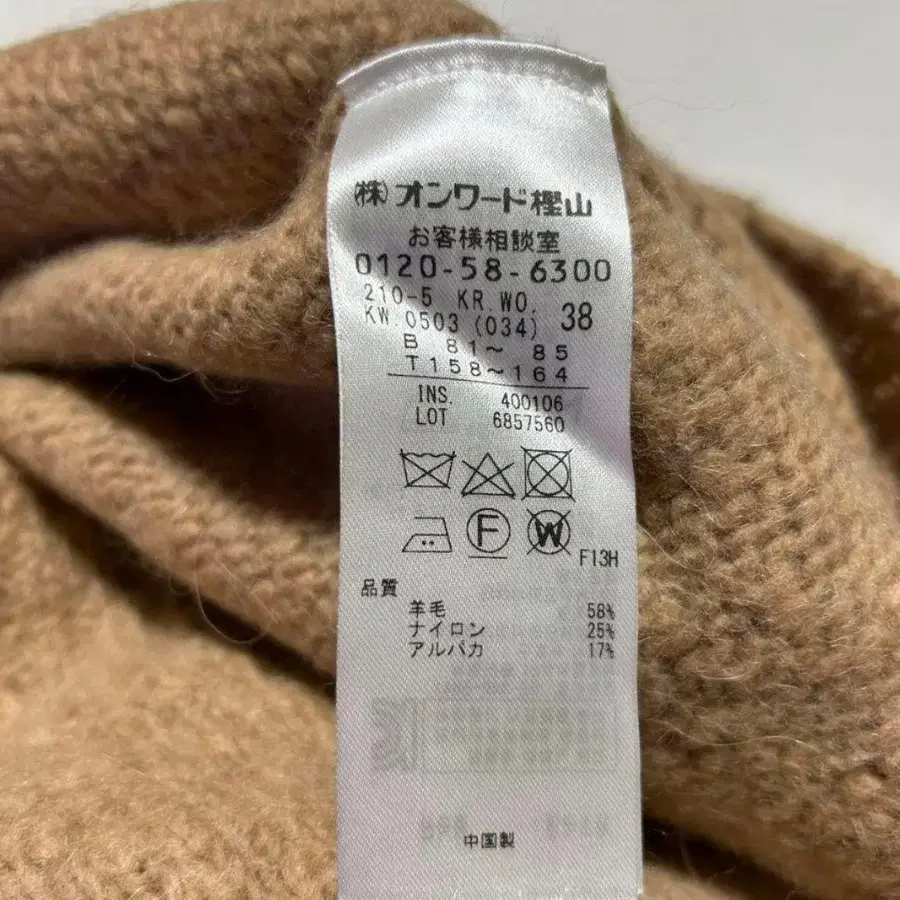 (株)オンワード樫山
お客様相談室
0120-58-6300
210-5 KR.WO.
KW.0503 (034) 38
B 81～ 85
T158～164
INS. 400106
LOT 6857560
F
W
F13H
品質
羊毛 58%
ナイロン 25%
アルパカ 17%
中国製